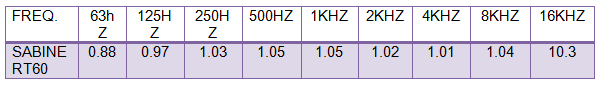 FREQ. 63h 125H 250H 500HZ 1KHZ 2KHZ 4KHZ 8KHZ 16KHZ
Z Z Z
SABINE 0.88 0.97 1.03 1.05 1.05 1.02 1.01 1.04 10.3
RT60